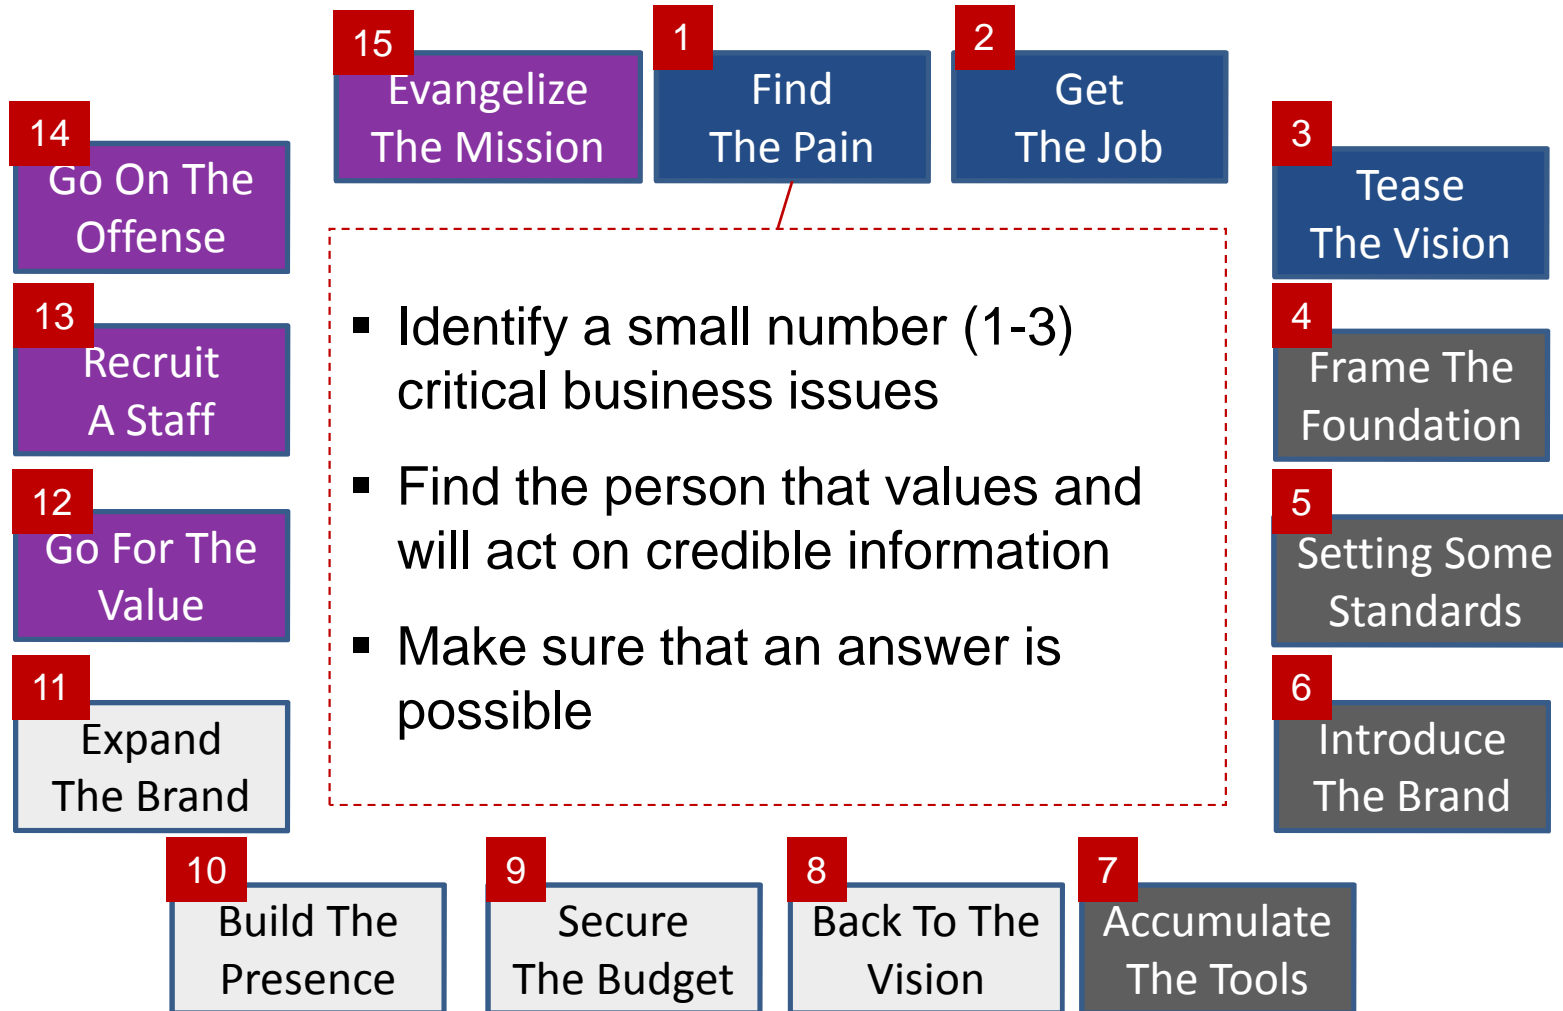 1
Find
The Pain
2
Get
The Job
3
Tease
The Vision
4
Frame The
Foundation
5
Setting Some
Standards
6
Introduce
The Brand
7
Accumulate
The Tools
8
Back To The
Vision
9
Secure
The Budget
10
Build The
Presence
11
Expand
The Brand
12
Go For The
Value
13
Recruit
A Staff
14
Go On The
Offense
15
Evangelize
The Mission
▪ Identify a small number (1-3)
critical business issues
▪ Find the person that values and
will act on credible information
▪ Make sure that an answer is
possible